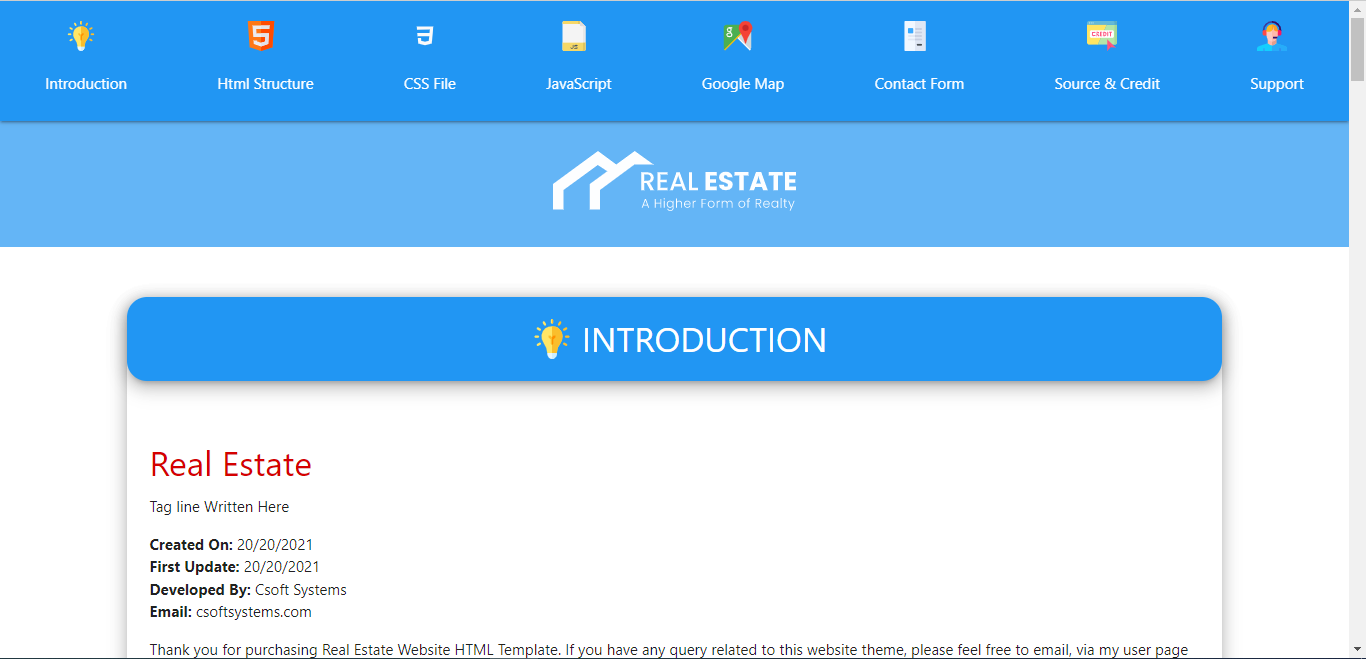 Introduction
Html Structure
CSS File
JavaScript
Google Map
Contact Form
Source & Credit
Support
REAL ESTATE
A Higher Form of Realty
INTRODUCTION
Real Estate
Tag line Written Here
Created On: 20/20/2021
First Update: 20/20/2021
Developed By: Csoft Systems
Email: csoftsystems.com
Thank you for purchasing Real Estate Website HTML Template. If you have any query related to this website theme, please feel free to email, via my user page